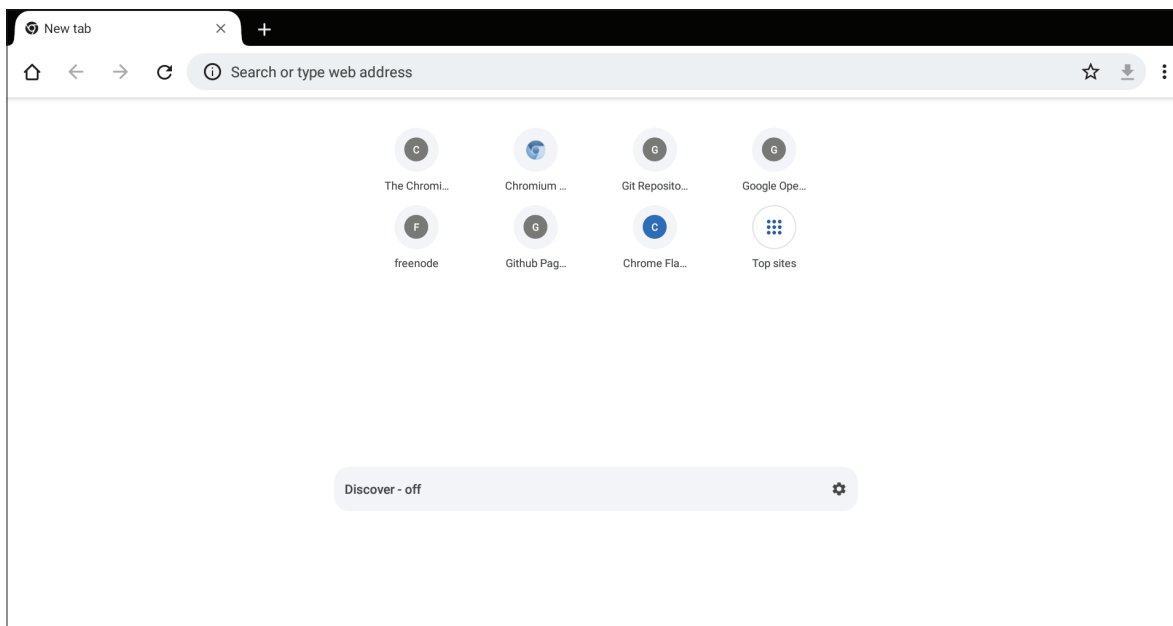 New tab
Search or type web address
C
G
G
The Chromi...
Chromium ...
Git Reposito...
Google Ope...
F
G
C
freenode
Github Pag...
Chrome Fla...
Top sites
Discover - off